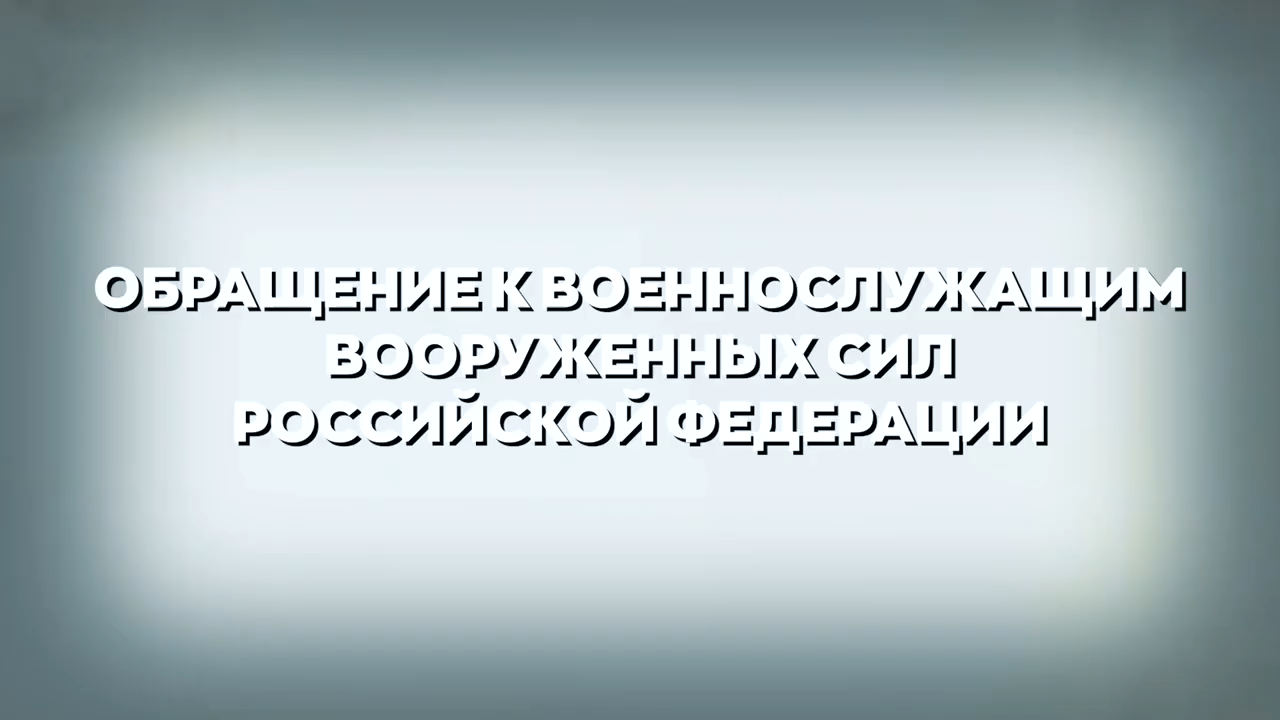 ОБРАЩЕНИЕ К ВОЕННОСЛУЖАЩИМ
ВООРУЖЕННЫХ СИЛ
РОССИЙСКОЙ ФЕДЕРАЦИИ